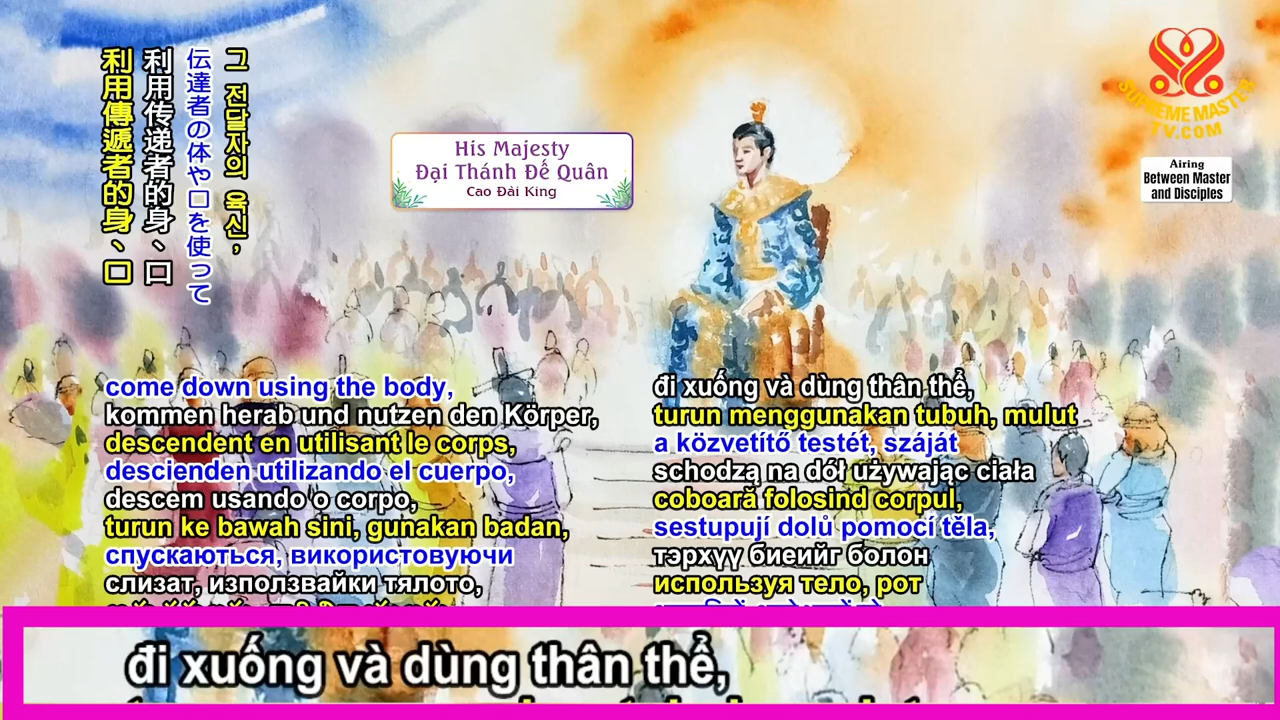 그 전달자의 육신,
伝達者の体や口を使って
利用传递者的身、口
利用傳遞者的身、口
His Majesty
Đại Thánh Đế Quân
Cao Đài King
SUPREME MASTER
TV.COM
Airing
Between Master
and Disciples
come down using the body,
kommen herab und nutzen den Körper,
descendent en utilisant le corps,
descienden utilizando el cuerpo,
descem usando o corpo,
turun ke bawah sini, gunakan badan,
спускаються, використовуючи
слизат, използвайки тялото,
đi xuống và dùng thân thể,
turun menggunakan tubuh, mulut
a közvetítő testét, száját
schodzą na dół używając ciała
coboară folosind corpul,
sestupují dolů pomocí těla,
тэрхүү биеийг болон
используя тело, рот
đi xuống và dùng thân thể,